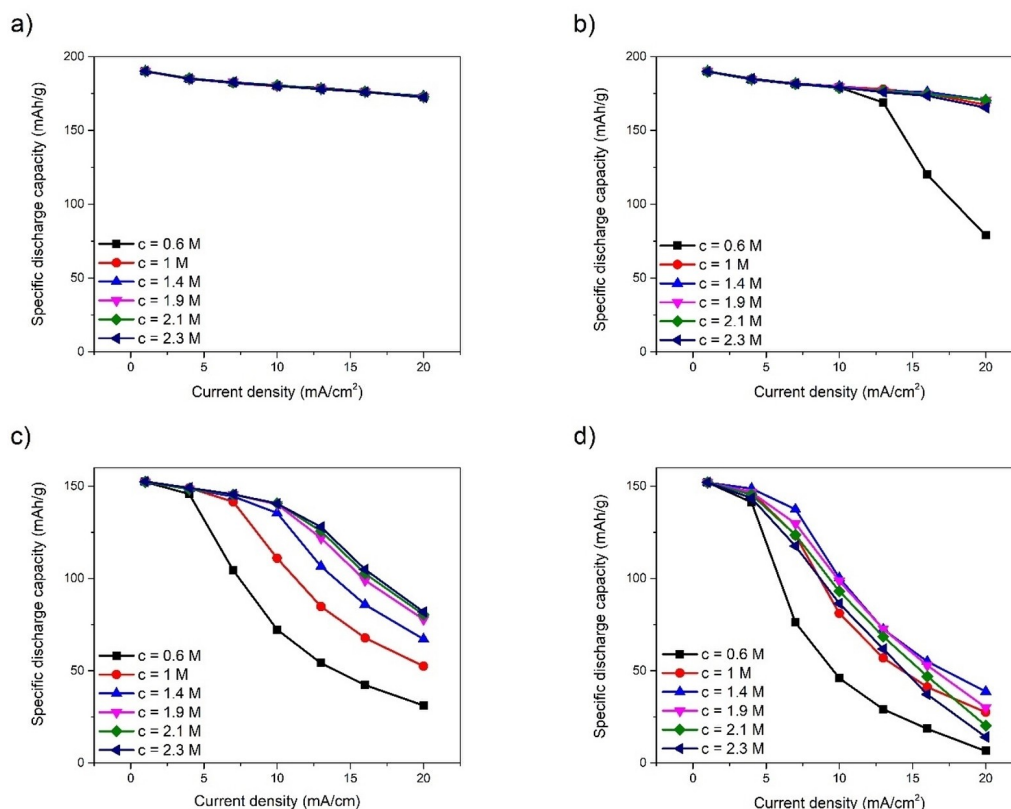 a)
200
150
100
50
0
Specific discharge capacity (mAh/g)
c = 0.6 M
c = 1 M
c = 1.4 M
c = 1.9 M
c = 2.1 M
c = 2.3 M
0 5 10 15 20
Current density (mA/cm²)
b)
200
150
100
50
0
Specific discharge capacity (mAh/g)
c = 0.6 M
c = 1 M
c = 1.4 M
c = 1.9 M
c = 2.1 M
c = 2.3 M
0 5 10 15 20
Current density (mA/cm²)
c)
150
100
50
0
Specific discharge capacity (mAh/g)
c = 0.6 M
c = 1 M
c = 1.4 M
c = 1.9 M
c = 2.1 M
c = 2.3 M
0 5 10 15 20
Current density (mA/cm)
d)
150
100
50
0
Specific discharge capacity (mAh/g)
c = 0.6 M
c = 1 M
c = 1.4 M
c = 1.9 M
c = 2.1 M
c = 2.3 M
0 5 10 15 20
Current density (mA/cm²)